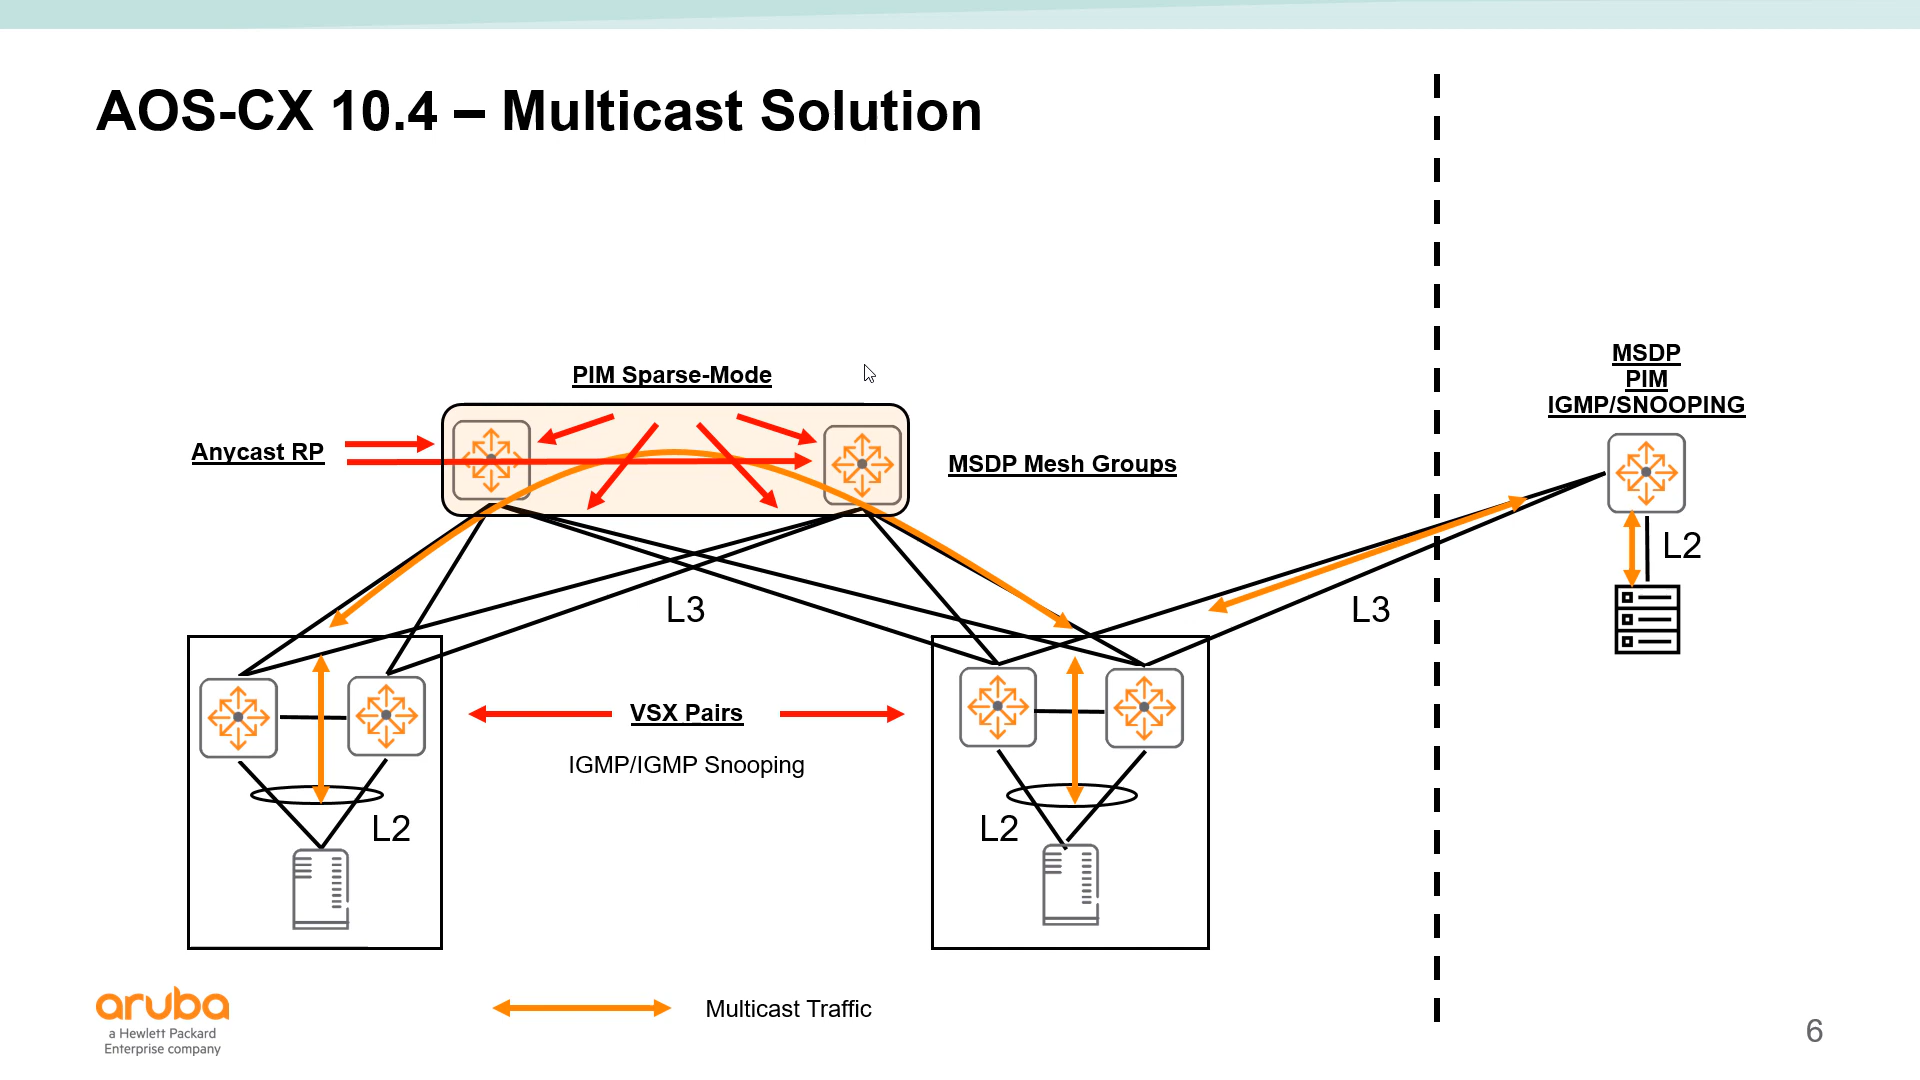 AOS-CX 10.4 – Multicast Solution
MSDP
PIM
IGMP/SNOOPING
PIM Sparse-Mode
Anycast RP
MSDP Mesh Groups
L2
L3
L3
VSX Pairs
IGMP/IGMP Snooping
L2
L2
Multicast Traffic
aruba
a Hewlett Packard
Enterprise company
6